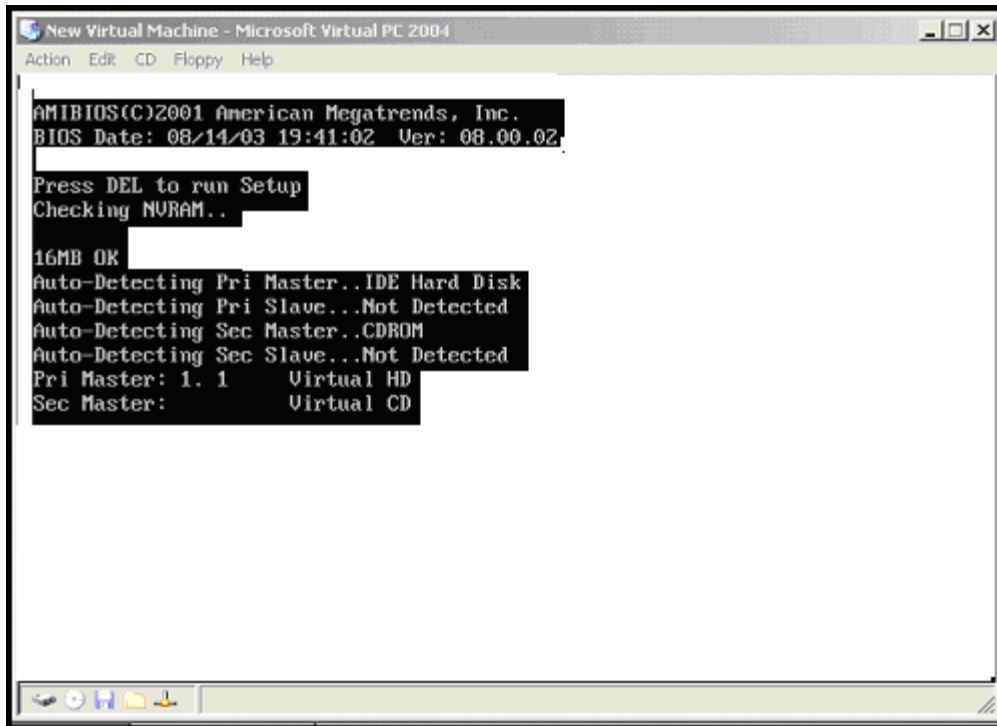 New Virtual Machine - Microsoft Virtual PC 2004
Action Edit CD Floppy Help
AMIBIOS(C)2001 American Megatrends, Inc.
BIOS Date: 08/14/03 19:41:02 Ver: 08.00.02
Press DEL to run Setup
Checking NVRAM..
16MB OK
Auto-Detecting Pri Master..IDE Hard Disk
Auto-Detecting Pri Slave...Not Detected
Auto-Detecting Sec Master..CDROM
Auto-Detecting Sec Slave...Not Detected
Pri Master: 1. 1 Virtual HD
Sec Master: Virtual CD